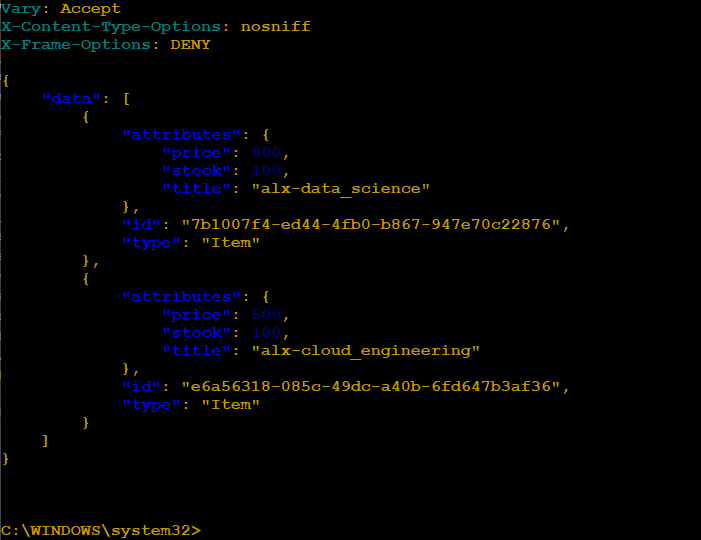 Vary: Accept
X-Content-Type-Options: nosniff
X-Frame-Options: DENY
{
    "data": [
        {
            "attributes": {
                "price": 800,
                "stock": 100,
                "title": "alx-data_science"
            },
            "id": "7b1007f4-ed44-4fb0-b867-947e70c22876",
            "type": "Item"
        },
        {
            "attributes": {
                "price": 500,
                "stock": 100,
                "title": "alx-cloud_engineering"
            },
            "id": "e6a56318-085c-49dc-a40b-6fd647b3af36",
            "type": "Item"
        }
    ]
}
C:\WINDOWS\system32>